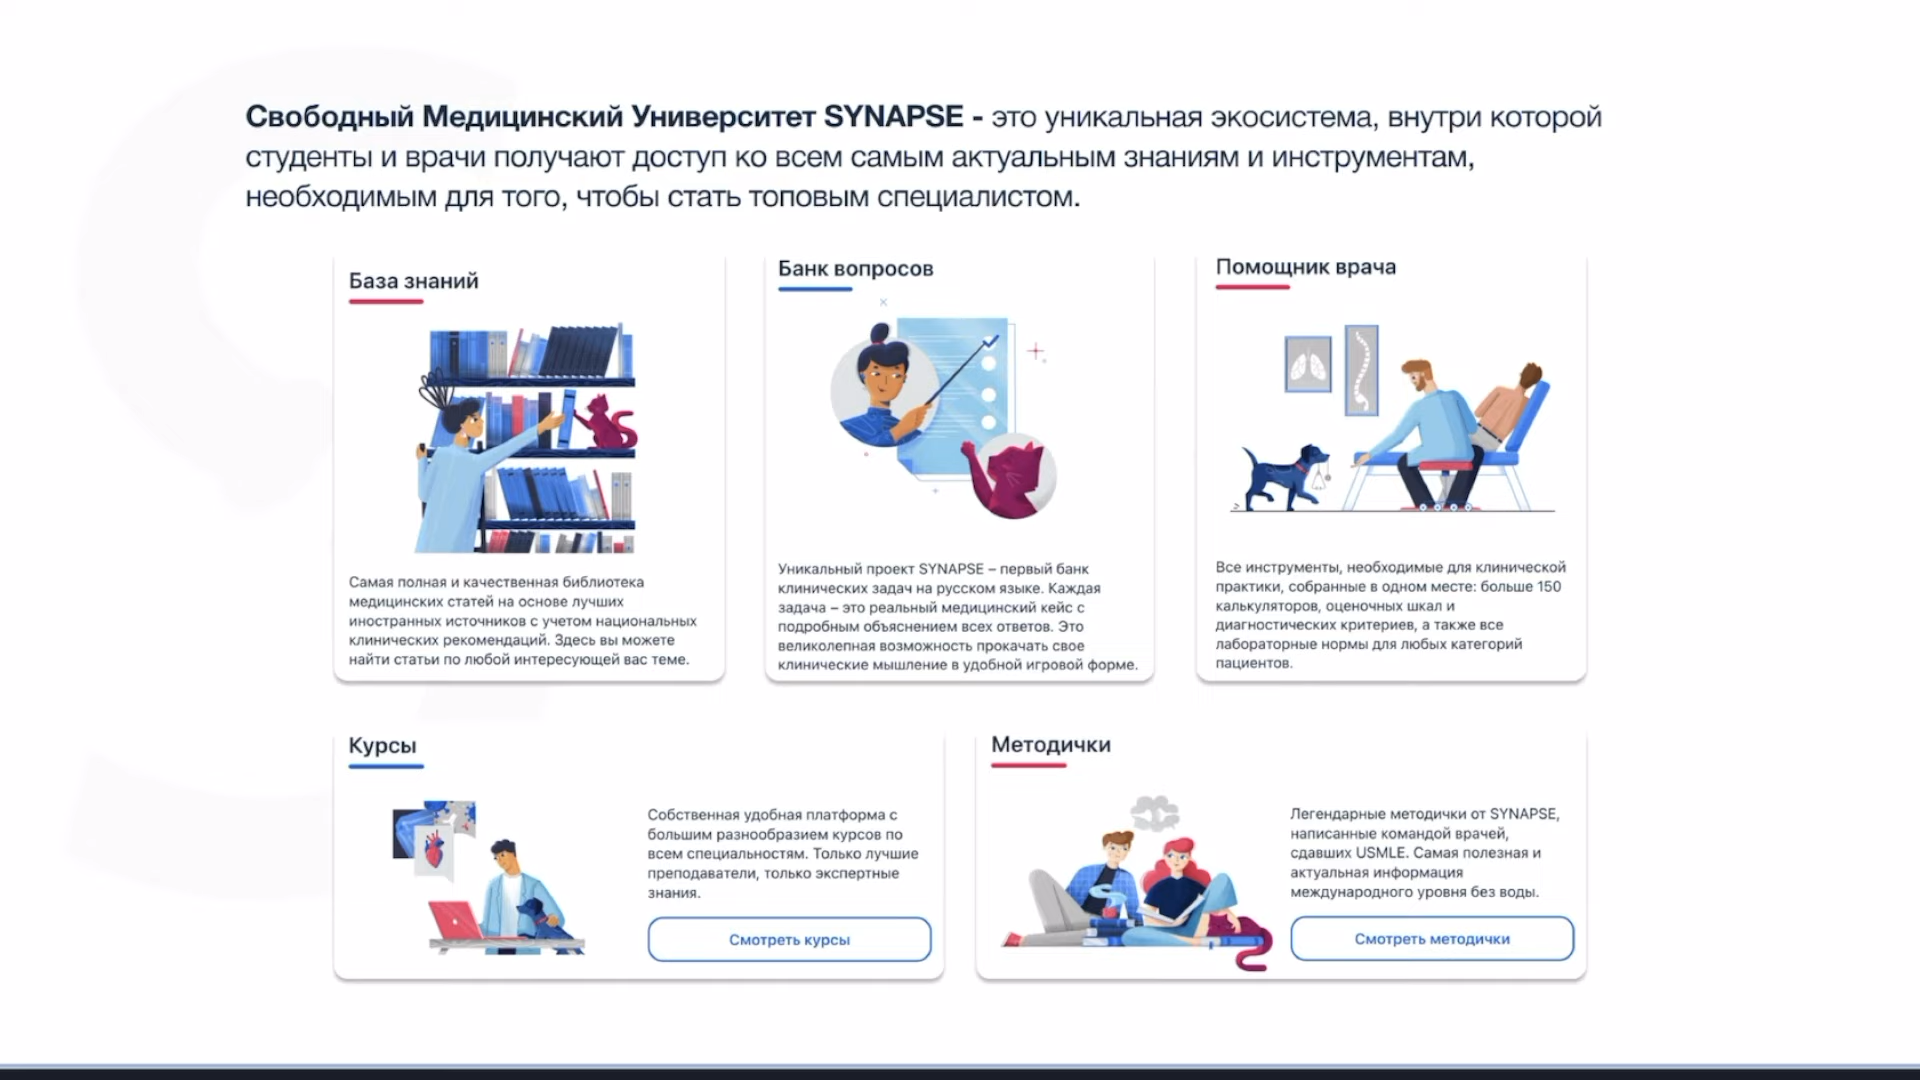 Свободный Медицинский Университет SYNAPSE - это уникальная экосистема, внутри которой
студенты и врачи получают доступ ко всем самым актуальным знаниям и инструментам,
необходимым для того, чтобы стать топовым специалистом.
База знаний
Самая полная и качественная библиотека
медицинских статей на основе лучших
иностранных источников с учетом национальных
клинических рекомендаций. Здесь вы можете
найти статьи по любой интересующей вас теме.
Банк вопросов
Уникальный проект SYNAPSE – первый банк
клинических задач на русском языке. Каждая
задача – это реальный медицинский кейс с
подробным объяснением всех ответов. Это
великолепная возможность прокачать свое
клинические мышление в удобной игровой форме.
Помощник врача
Все инструменты, необходимые для клинической
практики, собранные в одном месте: больше 150
калькуляторов, оценочных шкал и
диагностических критериев, а также все
лабораторные нормы для любых категорий
пациентов.
Курсы
Собственная удобная платформа с
большим разнообразием курсов по
всем специальностям. Только лучшие
преподаватели, только экспертные
знания.
Смотреть курсы
Методички
Легендарные методички от SYNAPSE,
написанные командой врачей,
сдавших USMLE. Самая полезная и
актуальная информация
международного уровня без воды.
Смотреть методички